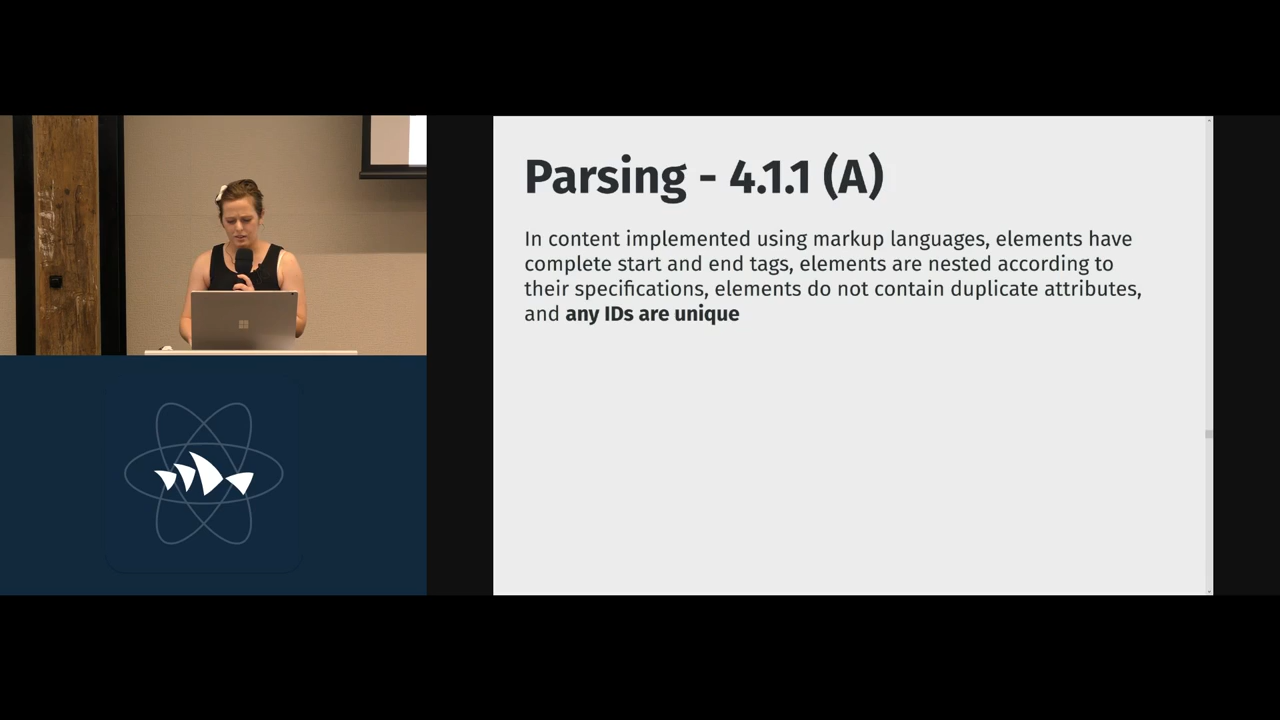 Parsing - 4.1.1 (A)
In content implemented using markup languages, elements have
complete start and end tags, elements are nested according to
their specifications, elements do not contain duplicate attributes,
and any IDs are unique